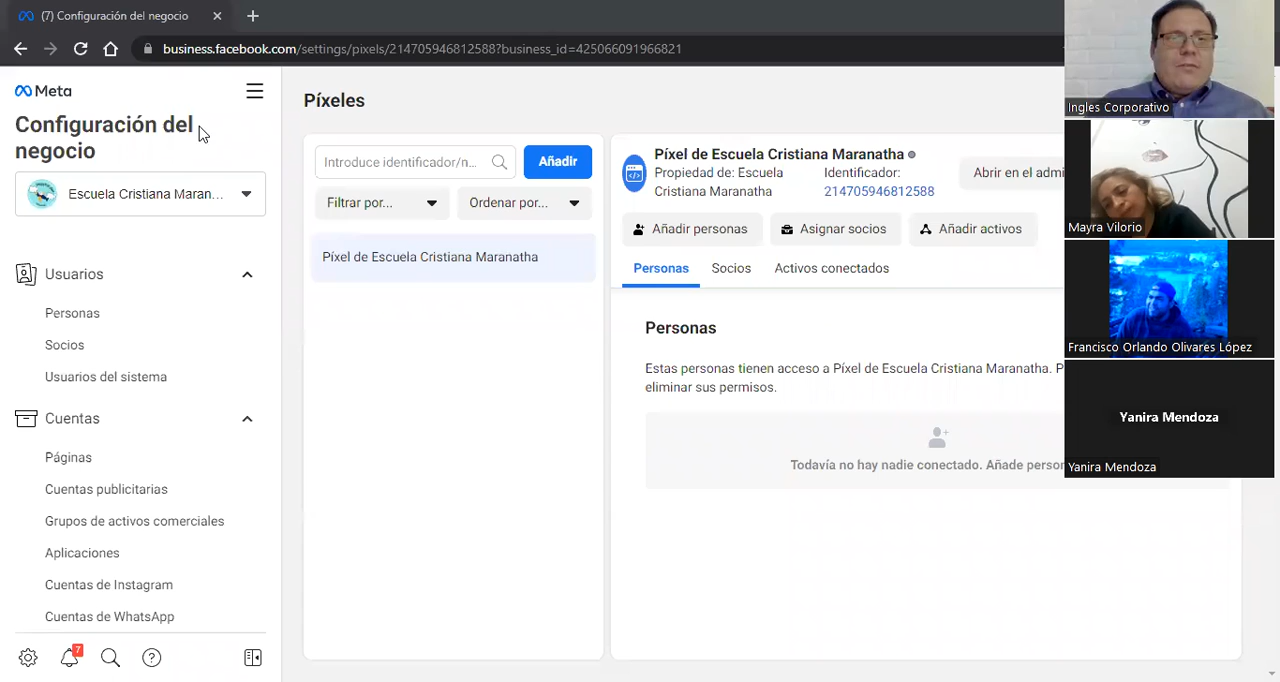 (7) Configuración del negocio
business.facebook.com/settings/pixels/214705946812588?business_id=425066091966821
Meta
Configuración del
negocio
Escuela Cristiana Maran...
Usuarios
Personas
Socios
Usuarios del sistema
Cuentas
Páginas
Cuentas publicitarias
Grupos de activos comerciales
Aplicaciones
Cuentas de Instagram
Cuentas de WhatsApp
7
Píxeles
Introduce identificador/n...
Añadir
Filtrar por...
Ordenar por...
Píxel de Escuela Cristiana Maranatha
Píxel de Escuela Cristiana Maranatha
Propiedad de: Escuela
Cristiana Maranatha
Identificador:
214705946812588
Abrir en el admi
Añadir personas
Asignar socios
Añadir activos
Personas
Socios
Activos conectados
Personas
Estas personas tienen acceso a Píxel de Escuela Cristiana Maranatha. P
eliminar sus permisos.
Todavía no hay nadie conectado. Añade person
Ingles Corporativo
Mayra Vilorio
Francisco Orlando Olivares López
Yanira Mendoza
Yanira Mendoza